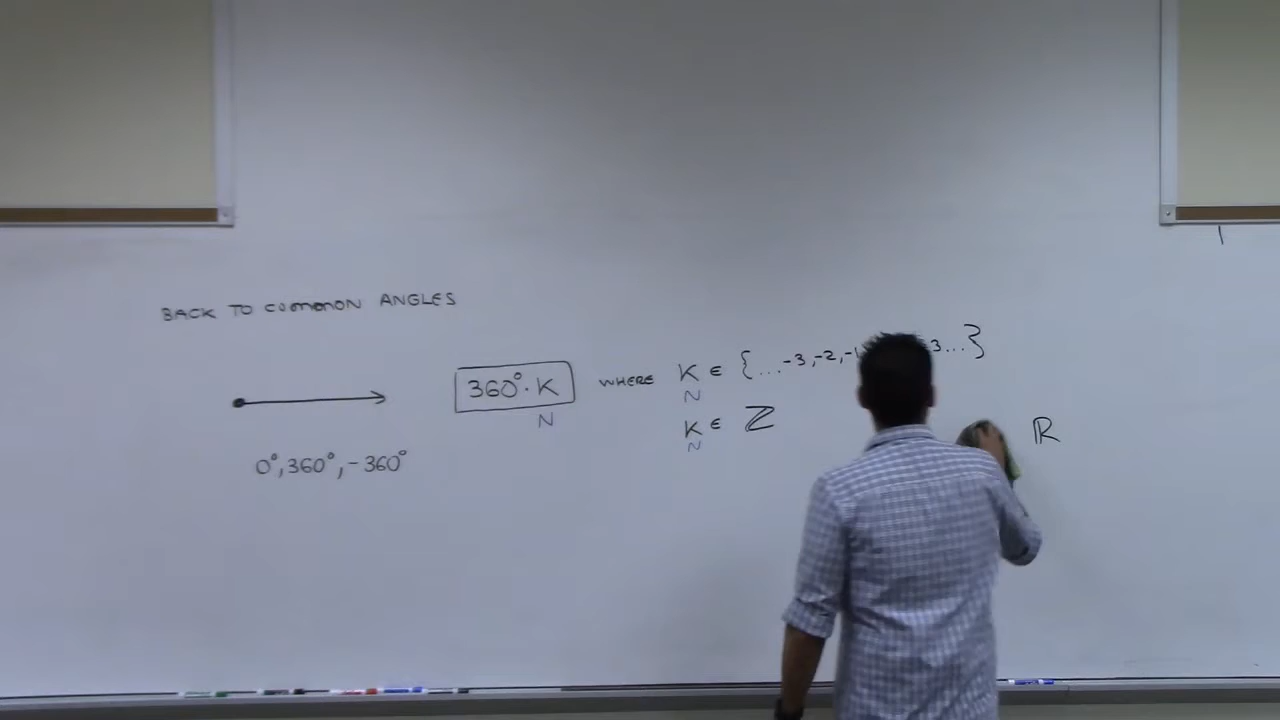 BACK TO COMMON ANGLES
360°·K WHERE K ∈ {...-3,-2,-1 3...}
N N
K ∈ ℤ ℝ
N
0°,360°,-360°